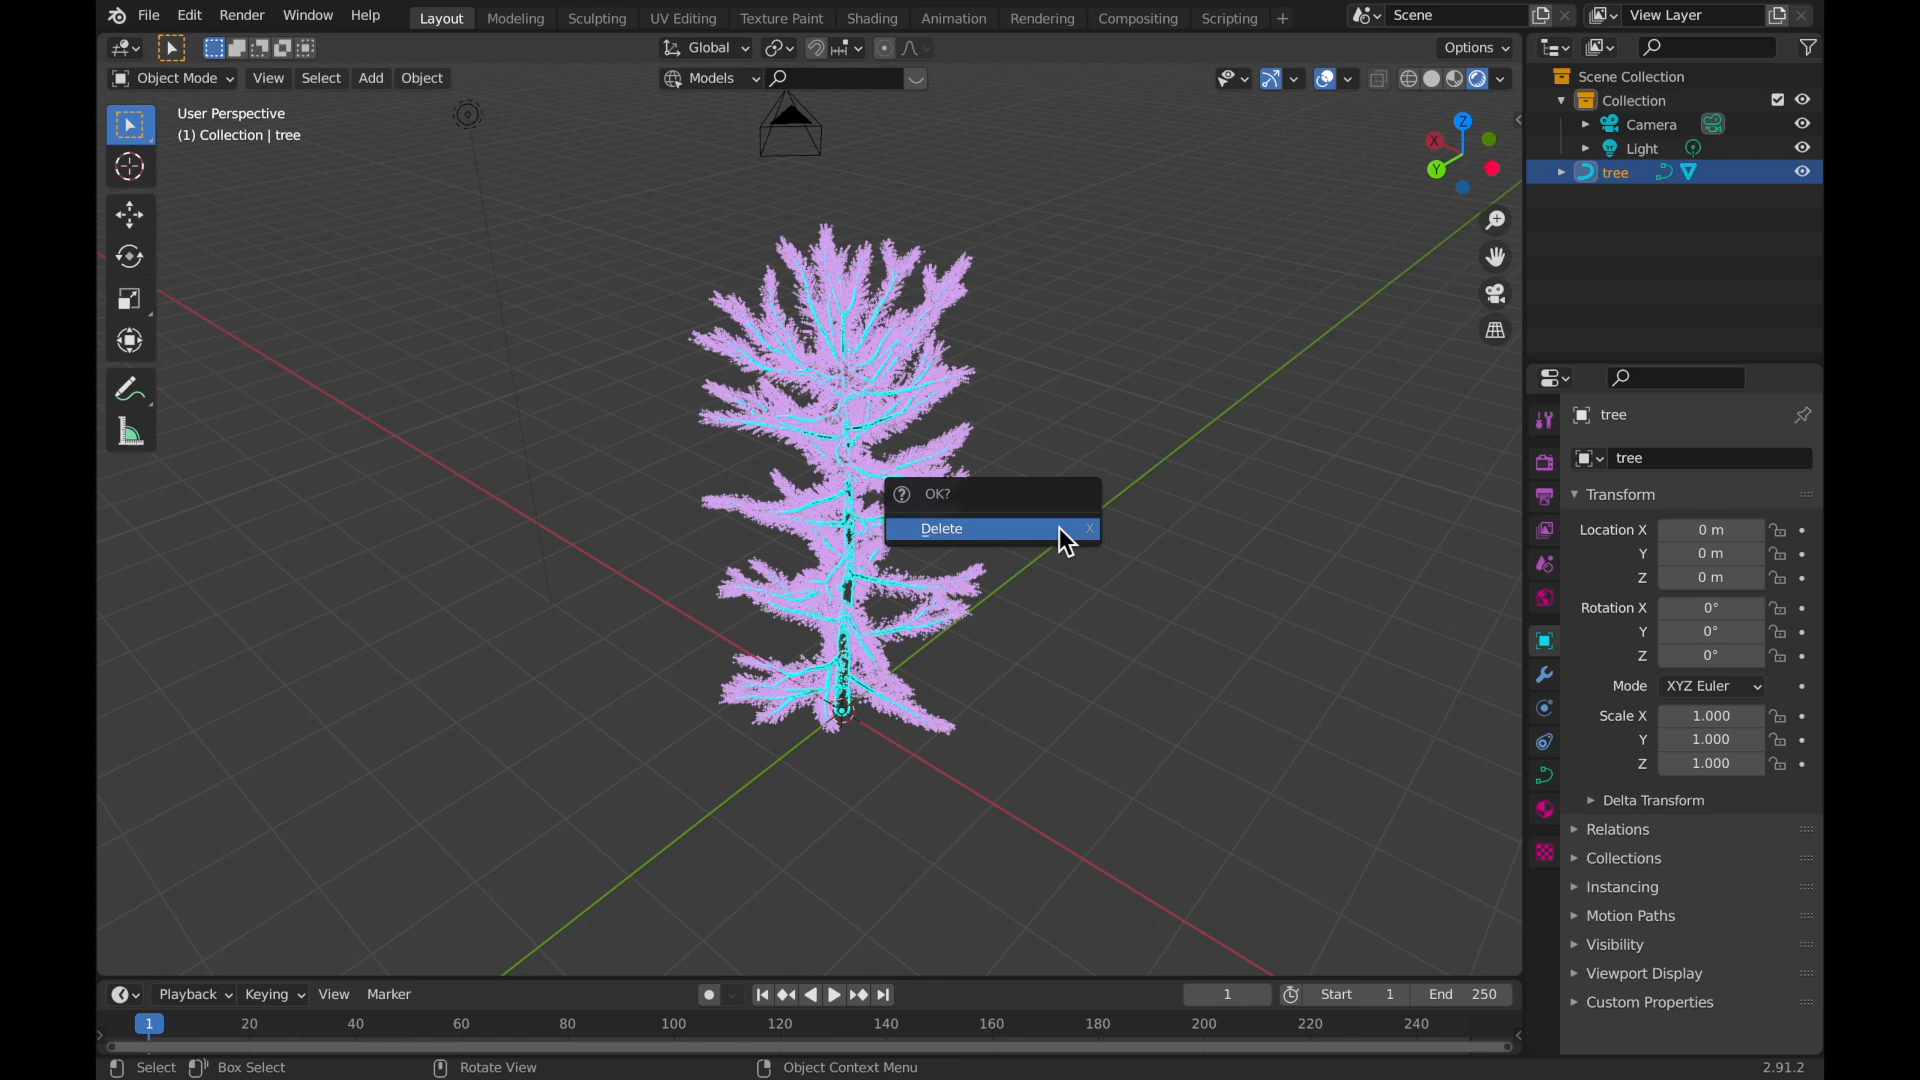 File Edit Render Window Help Layout Modeling Sculpting UV Editing Texture Paint Shading Animation Rendering Compositing Scripting + Scene View Layer
Global Options
Object Mode View Select Add Object Models
User Perspective
(1) Collection | tree
Z
X
Y
OK?
Delete X
Scene Collection
Collection
Camera
Light
tree
tree
tree
Transform
Location X 0 m
Y 0 m
Z 0 m
Rotation X 0°
Y 0°
Z 0°
Mode XYZ Euler
Scale X 1.000
Y 1.000
Z 1.000
Delta Transform
Relations
Collections
Instancing
Motion Paths
Visibility
Viewport Display
Custom Properties
Playback Keying View Marker 1 Start 1 End 250
1 20 40 60 80 100 120 140 160 180 200 220 240
Select Box Select Rotate View Object Context Menu 2.91.2